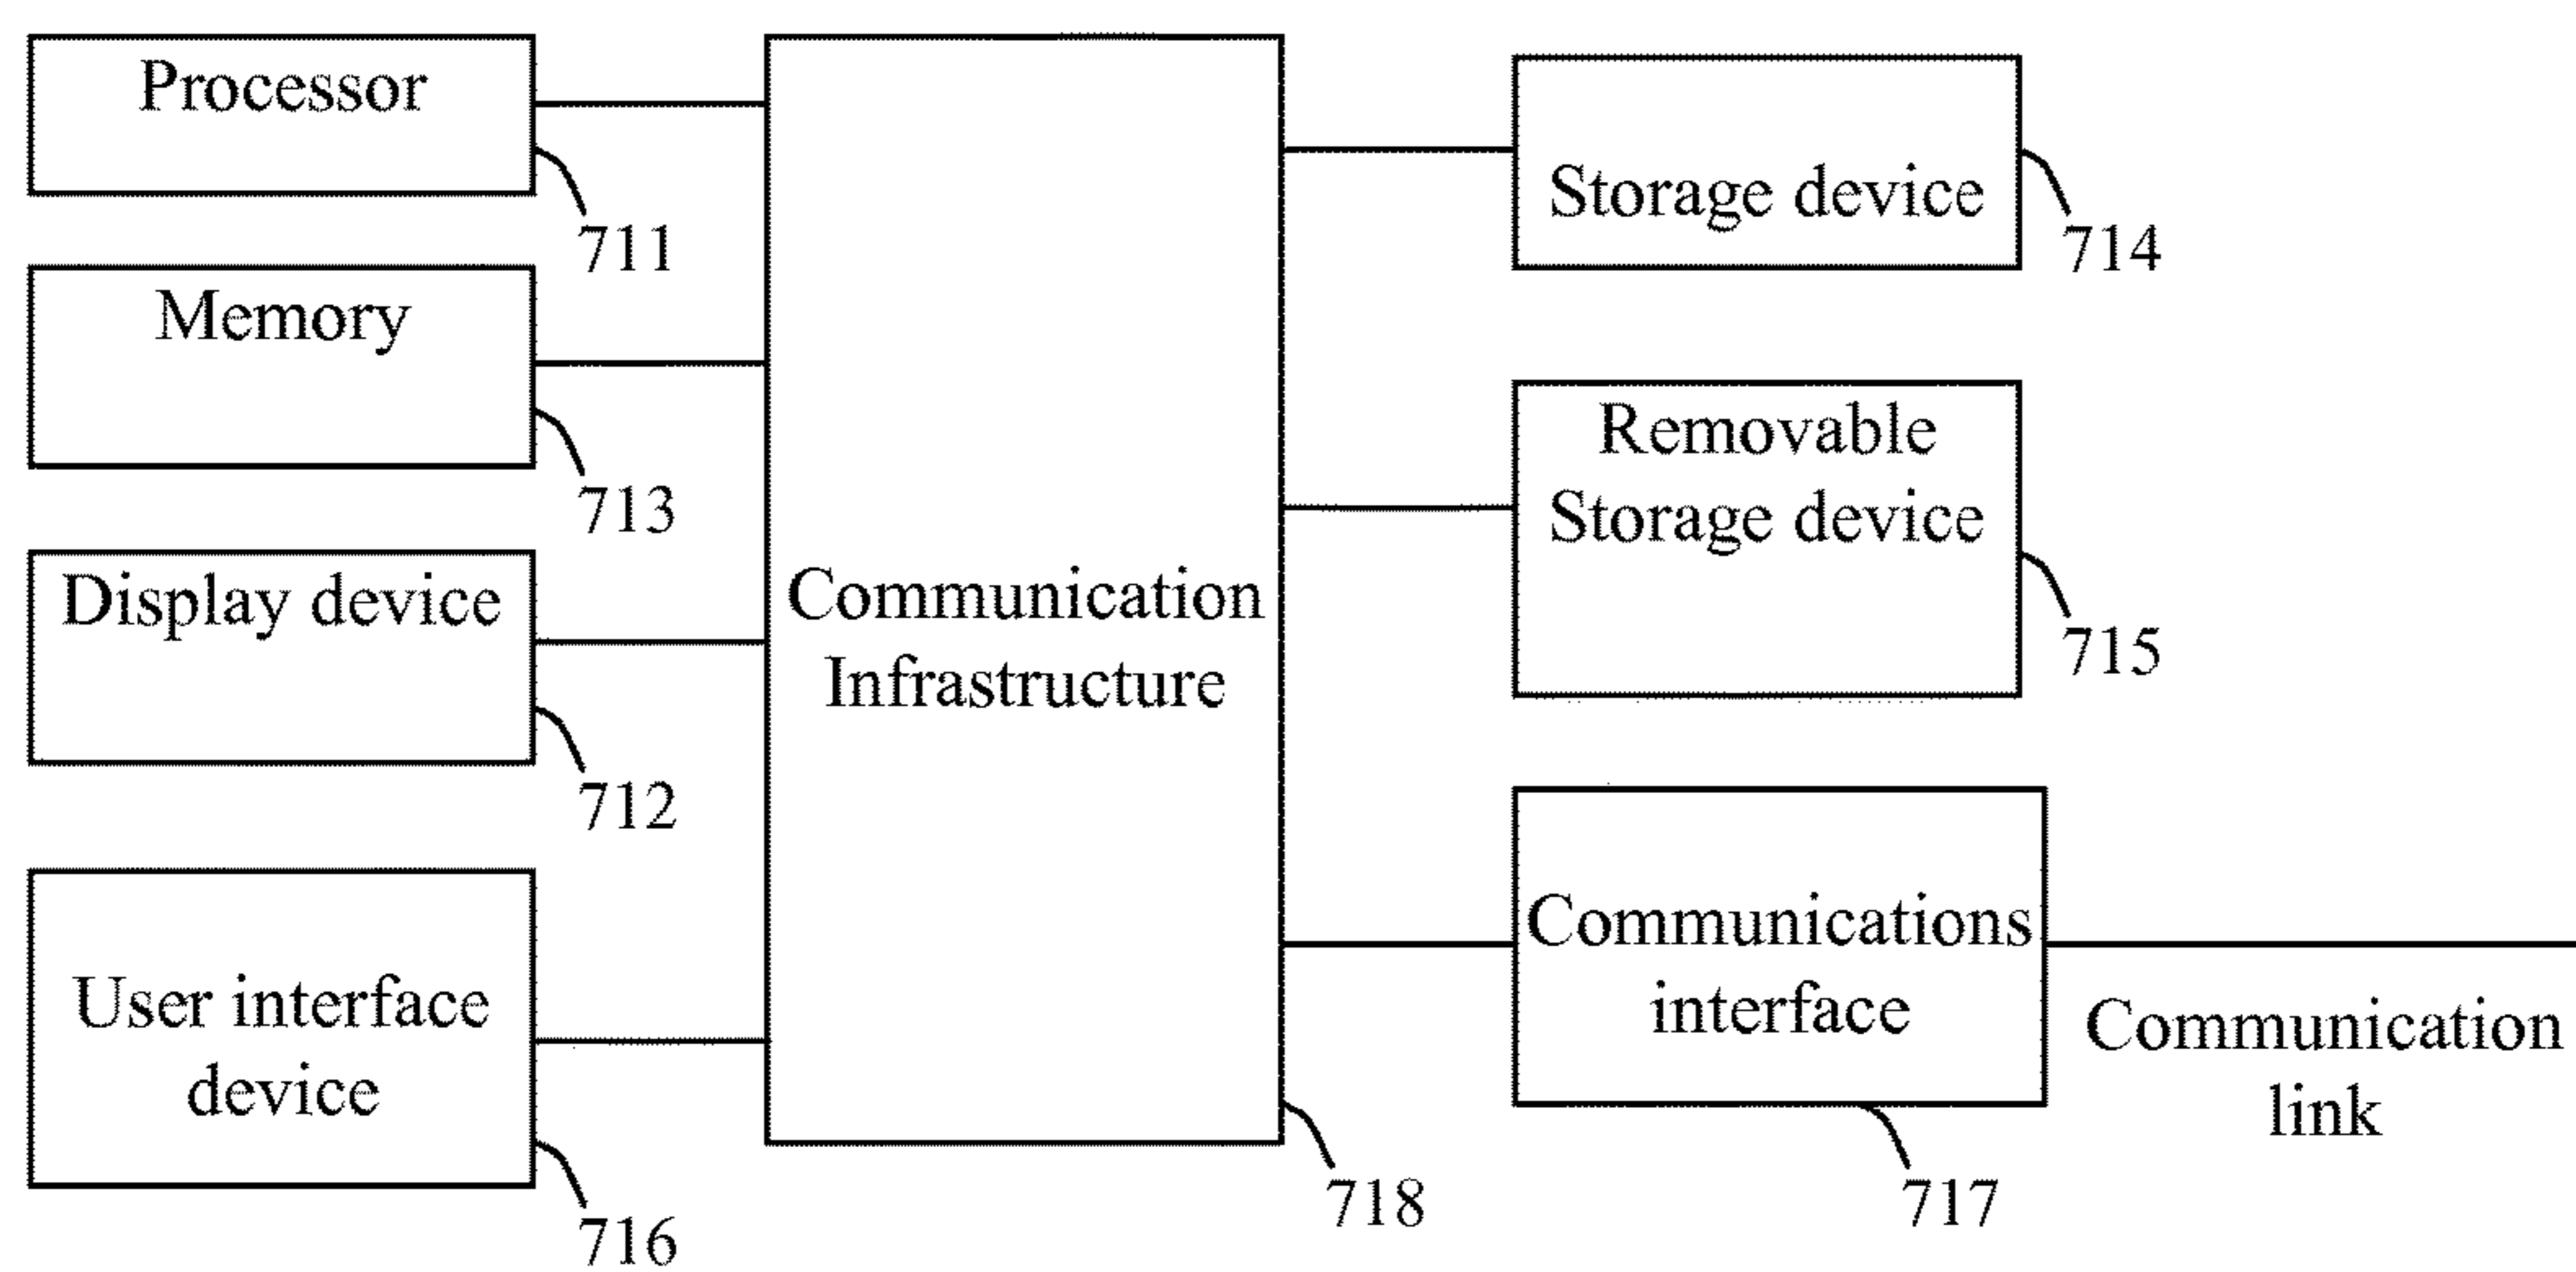 Processor
711
Memory
713
Display device
712
User interface
device
716
Communication
Infrastructure
718
Storage device
714
Removable
Storage device
715
Communications
interface
717
Communication
link